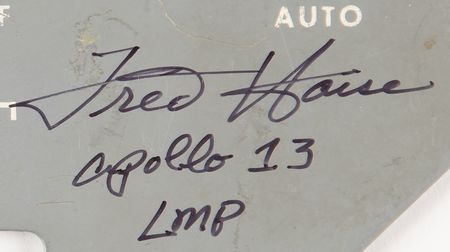 AUTO
Fred Haise
Apollo 13
LMP